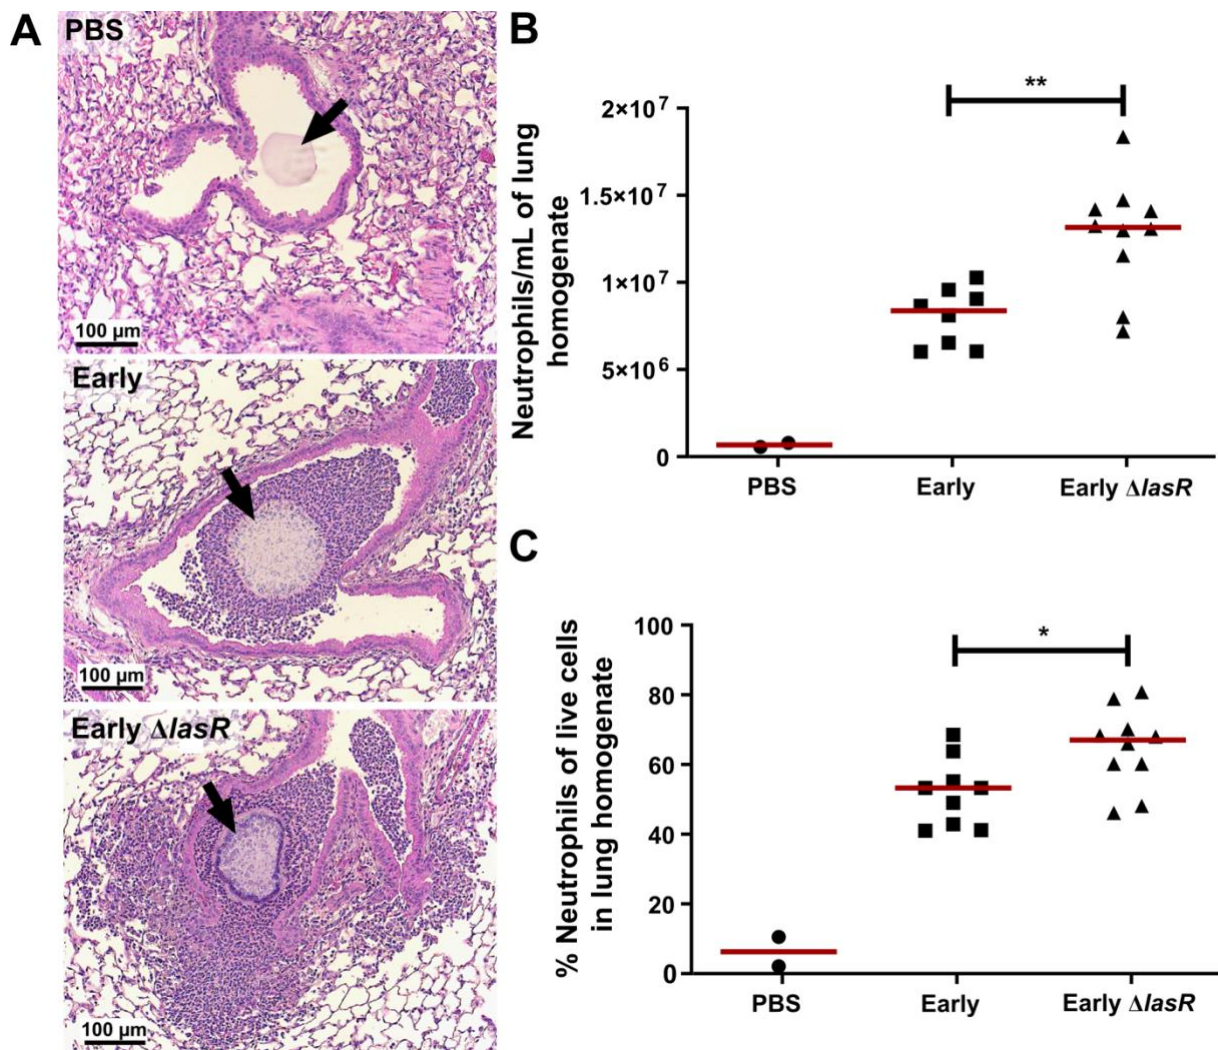 A
PBS
100 µm
Early
100 µm
Early ΔlasR
100 µm
B
Neutrophils/mL of lung
homogenate
**
2×10⁷
1.5×10⁷
1×10⁷
5×10⁶
0
PBS
Early
Early ΔlasR
C
% Neutrophils of live cells
in lung homogenate
*
100
80
60
40
20
0
PBS
Early
Early ΔlasR